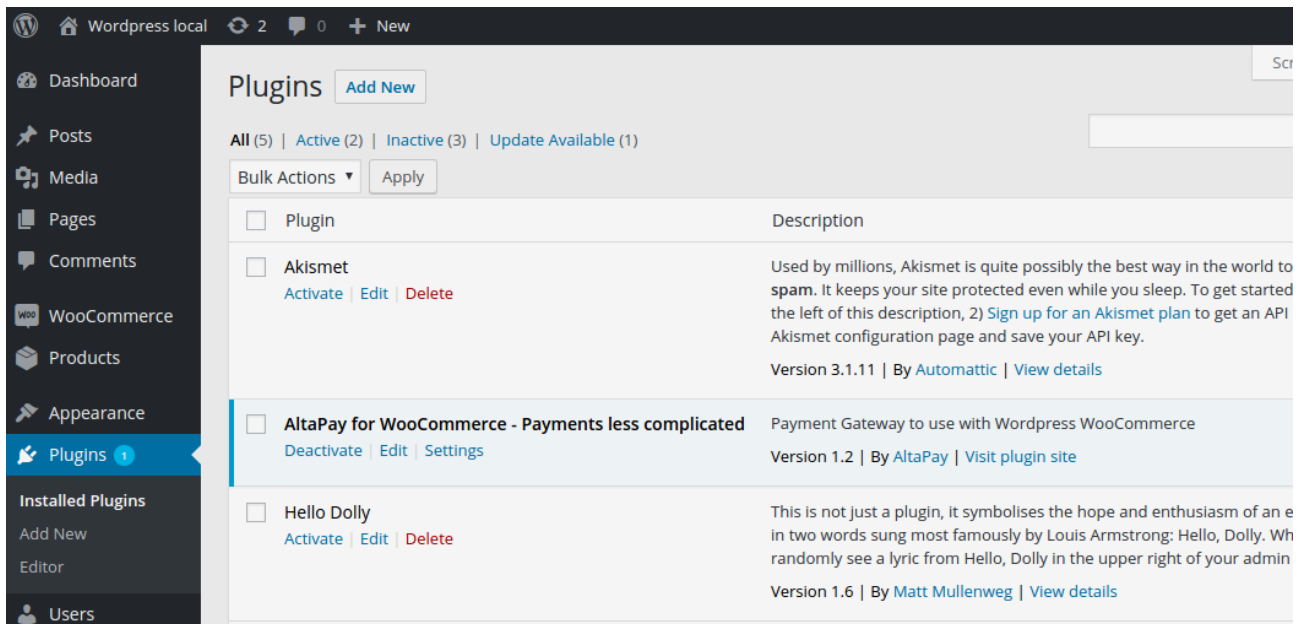 Wordpress local 2 0 + New
Dashboard
Posts
Media
Pages
Comments
WOO WooCommerce
Products
Appearance
Plugins 1
Installed Plugins
Add New
Editor
Users
Plugins Add New
All (5) | Active (2) | Inactive (3) | Update Available (1)
Bulk Actions Apply
Plugin Description
Akismet
Activate | Edit | Delete
Used by millions, Akismet is quite possibly the best way in the world to
spam. It keeps your site protected even while you sleep. To get started
the left of this description, 2) Sign up for an Akismet plan to get an API
Akismet configuration page and save your API key.
Version 3.1.11 | By Automattic | View details
AltaPay for WooCommerce - Payments less complicated
Deactivate | Edit | Settings
Payment Gateway to use with Wordpress WooCommerce
Version 1.2 | By AltaPay | Visit plugin site
Hello Dolly
Activate | Edit | Delete
This is not just a plugin, it symbolises the hope and enthusiasm of an e
in two words sung most famously by Louis Armstrong: Hello, Dolly. Wh
randomly see a lyric from Hello, Dolly in the upper right of your admin
Version 1.6 | By Matt Mullenweg | View details